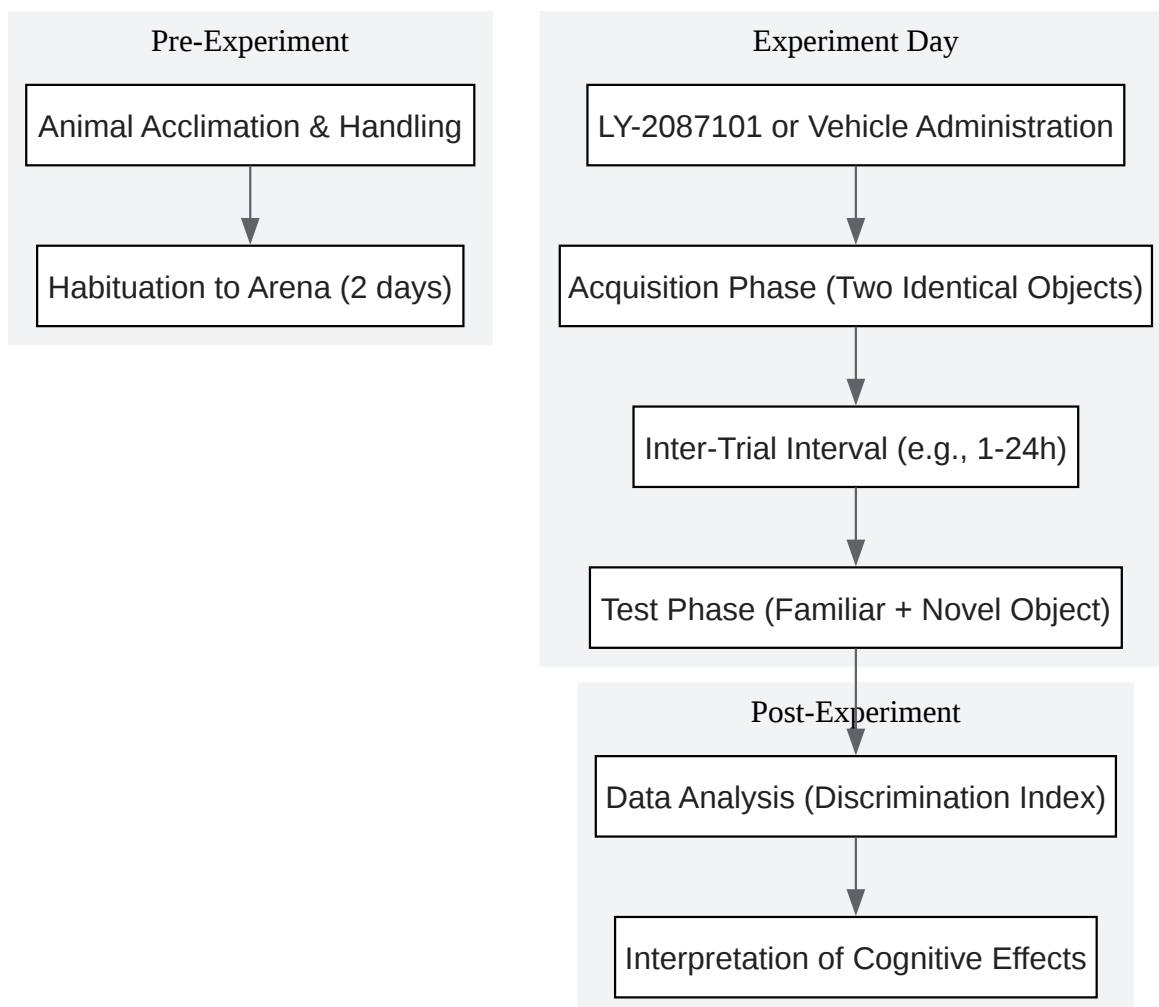 Pre-Experiment
Animal Acclimation & Handling
Habituation to Arena (2 days)
Experiment Day
LY-2087101 or Vehicle Administration
Acquisition Phase (Two Identical Objects)
Inter-Trial Interval (e.g., 1-24h)
Test Phase (Familiar + Novel Object)
Post-Experiment
Data Analysis (Discrimination Index)
Interpretation of Cognitive Effects